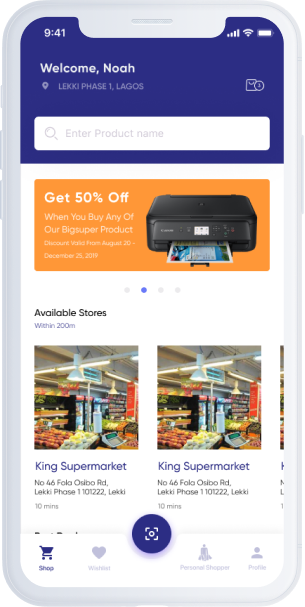 9:41
Welcome, Noah
LEKKI PHASE 1, LAGOS
Enter Product name
Get 50% Off
When You Buy Any Of
Our Bigsuper Product
Discount Valid from August 20 -
December 25, 2019
Available Stores
Within 200m
King Supermarket
No 46 Fola Osibo Rd,
Lekki Phase 1 101222, Lekki
10 mins
King Supermarket
No 46 Fola Osibo Rd,
Lekki Phase 1 101222, Lekki
10 mins
Shop
Wishlist
Personal Shopper
Profile